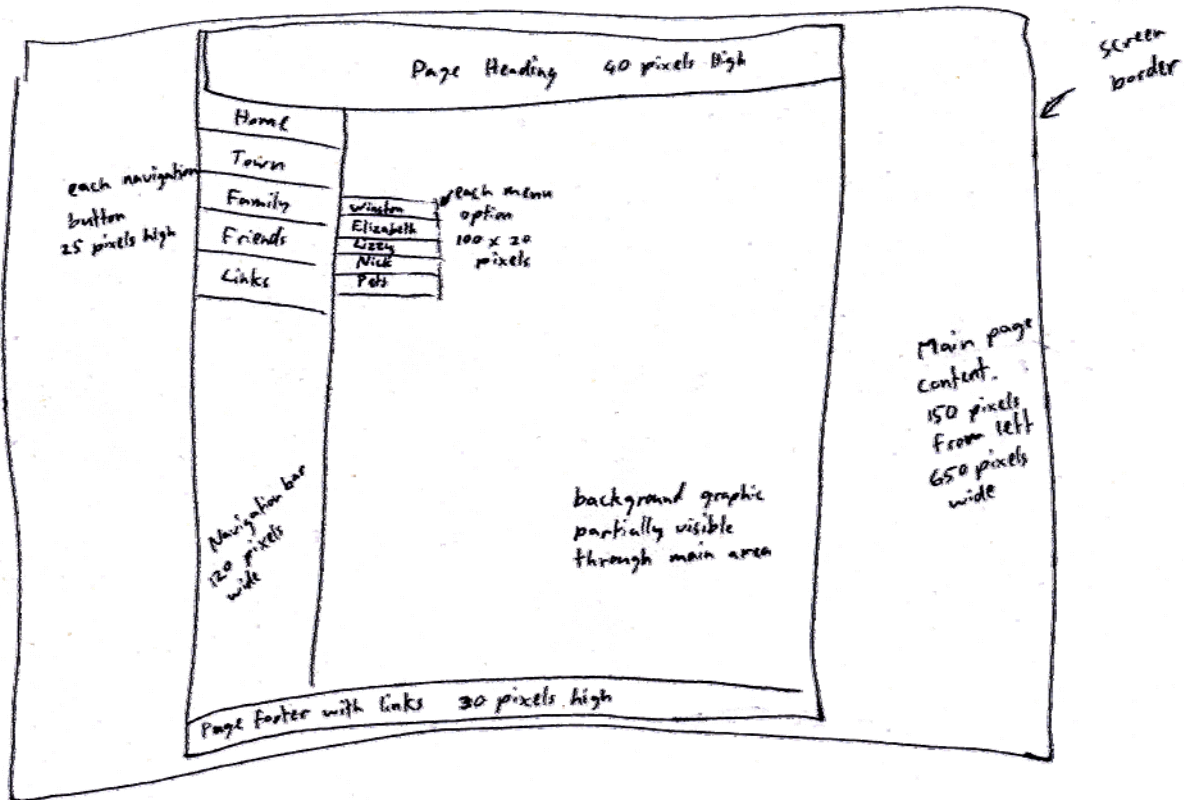 Page Heading 40 pixels High
screen
border
Home
Town
Family
Friends
Links
each navigation
button
25 pixels high
Winston
Elizabeth
Lizzy
Nick
Pets
each menu
option
100 x 20
pixels
Main page
content.
150 pixels
from left
650 pixels
wide
Navigation bar
120 pixels
wide
background graphic
partially visible
through main area
Page footer with links 30 pixels high